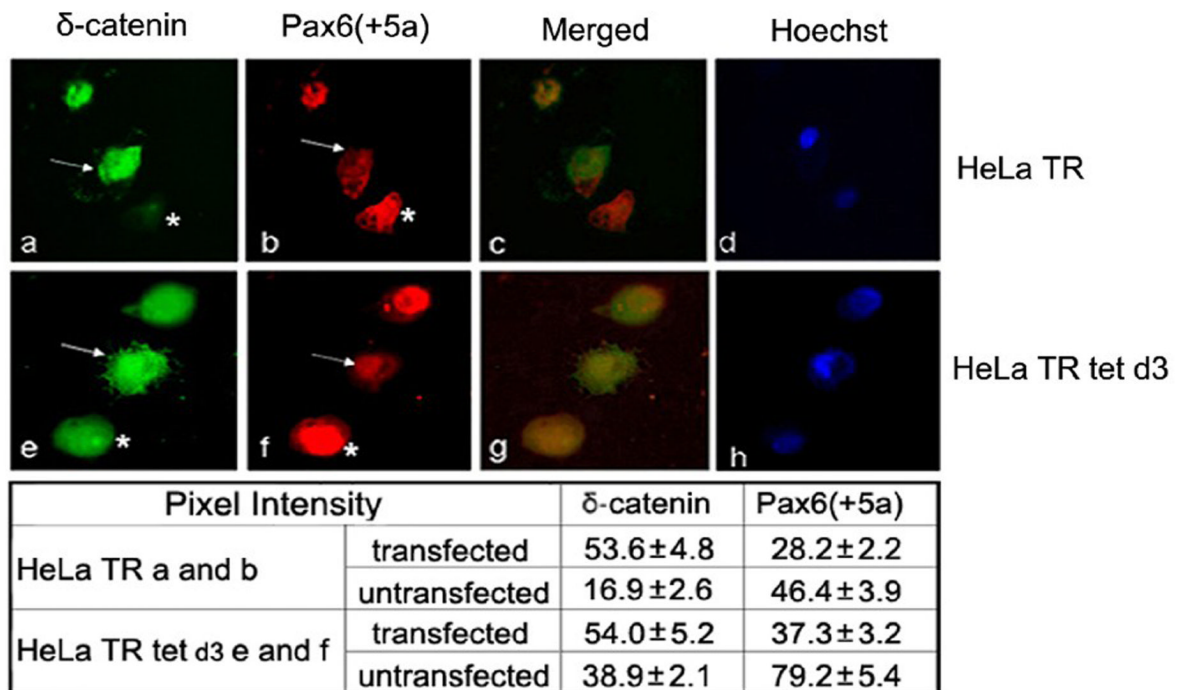 δ-catenin Pax6(+5a) Merged Hoechst
a * b * c d HeLa TR
e * f * g h HeLa TR tet d3
Pixel Intensity δ-catenin Pax6(+5a)
HeLa TR a and b transfected 53.6±4.8 28.2±2.2
untransfected 16.9±2.6 46.4±3.9
HeLa TR tet d3 e and f transfected 54.0±5.2 37.3±3.2
untransfected 38.9±2.1 79.2±5.4